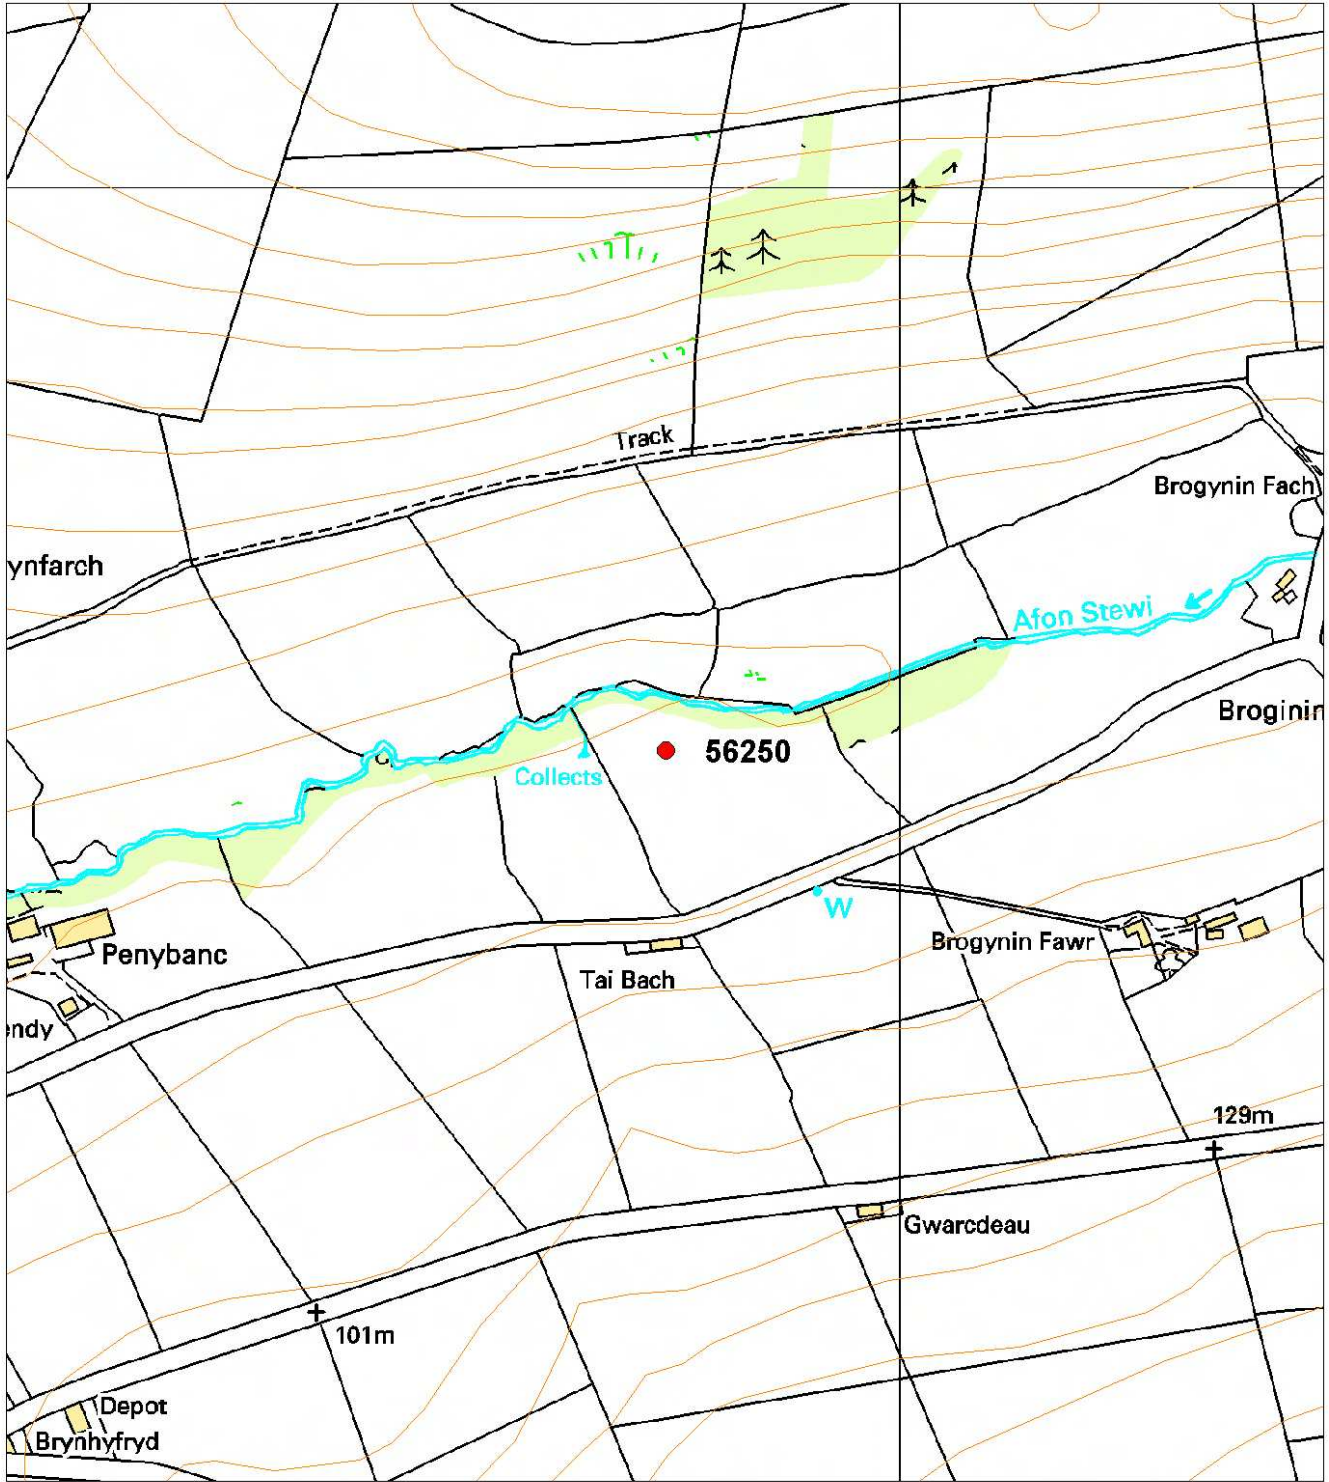 Track
Brogynin Fach
ynfarch
Afon Stewi
Broginin
56250
Collects
W
Brogynin Fawr
Penybanc
Tai Bach
endy
129m
Gwarcdeau
101m
Depot
Brynhyfryd